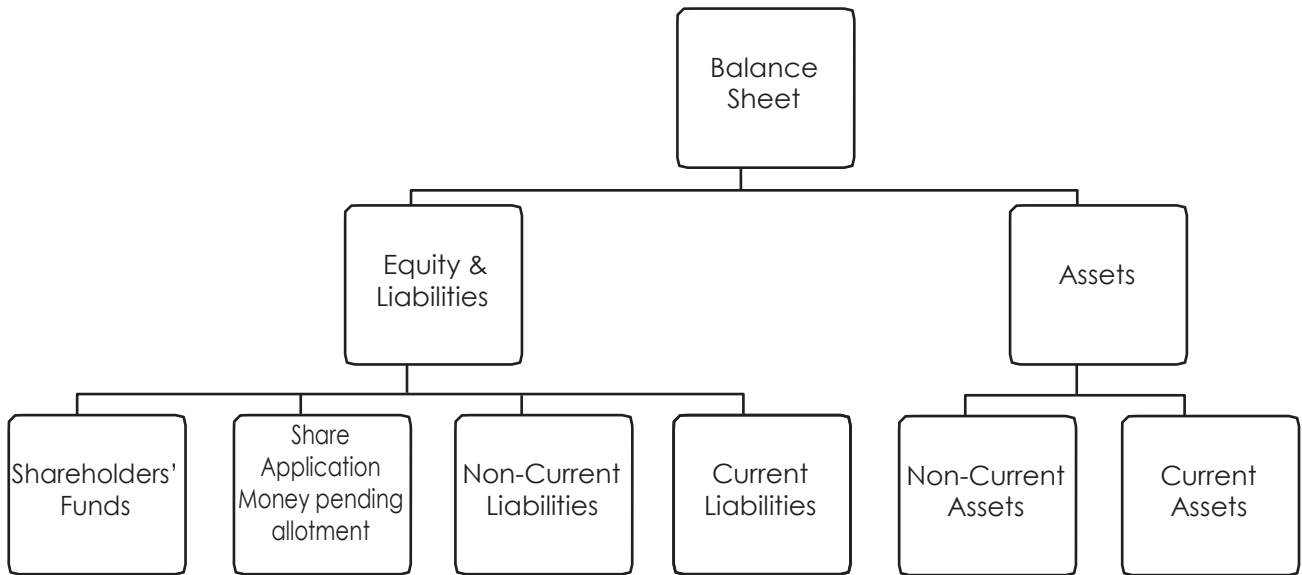 Balance
Sheet
Equity &
Liabilities
Assets
Shareholders’
Funds
Share
Application
Money pending
allotment
Non-Current
Liabilities
Current
Liabilities
Non-Current
Assets
Current
Assets